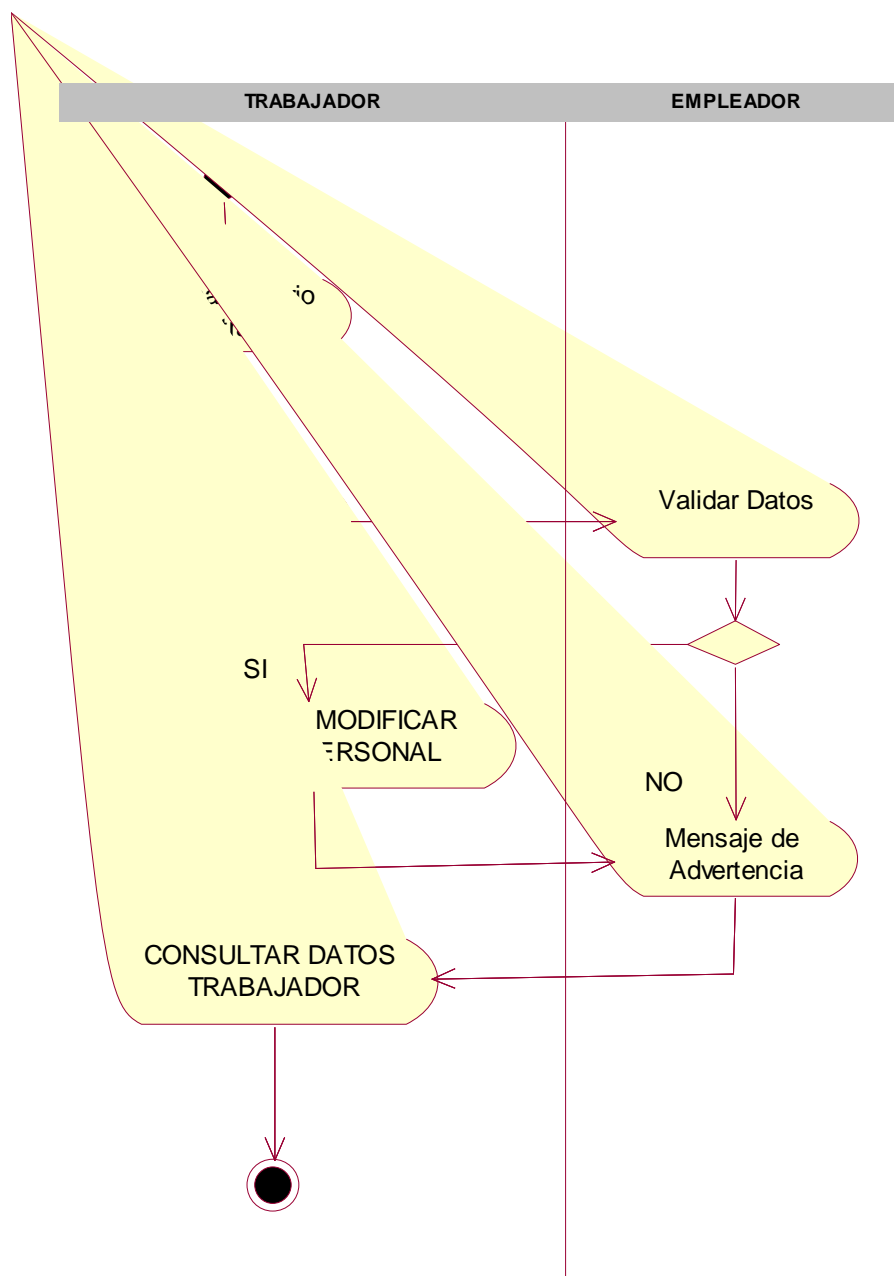 TRABAJADOR
EMPLEADOR
Validar Datos
SI
MODIFICAR
NO
Mensaje de
Advertencia
CONSULTAR DATOS
TRABAJADOR